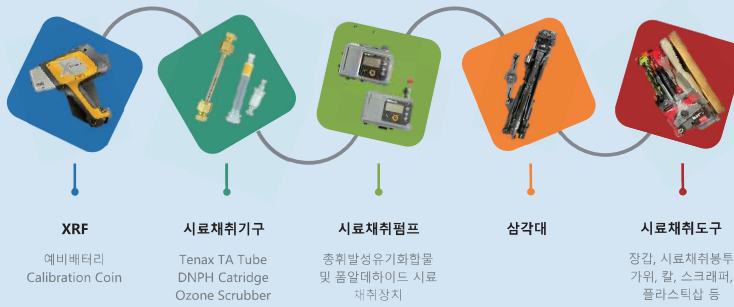 XRF
예비배터리
Calibration Coin
시료채취기구
Tenax TA Tube
DNPH Catridge
Ozone Scrubber
시료채취펌프
총휘발성유기화합물
및 폼알데하이드 시료
채취장치
삼각대
시료채취도구
장갑, 시료채취봉투
가위, 칼, 스크래퍼,
플라스틱삽 등